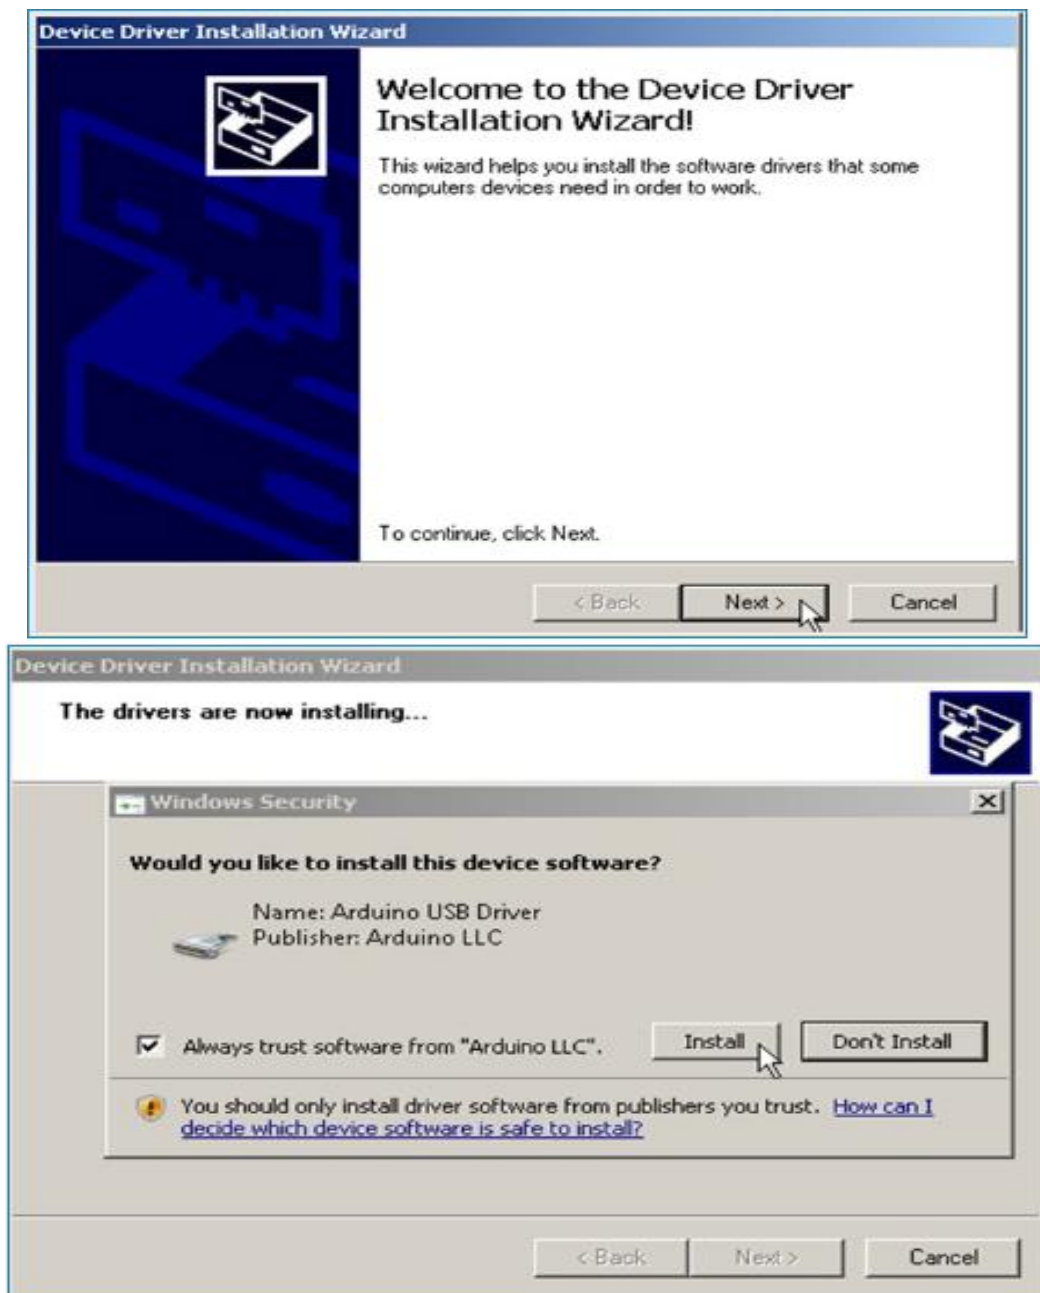 Device Driver Installation Wizard
Welcome to the Device Driver
Installation Wizard!
This wizard helps you install the software drivers that some
computers devices need in order to work.
To continue, click Next.
< Back
Next >
Cancel
Device Driver Installation Wizard
The drivers are now installing...
Windows Security
Would you like to install this device software?
Name: Arduino USB Driver
Publisher: Arduino LLC
Always trust software from "Arduino LLC".
Install
Don't Install
You should only install driver software from publishers you trust. How can I
decide which device software is safe to install?
< Back
Next >
Cancel